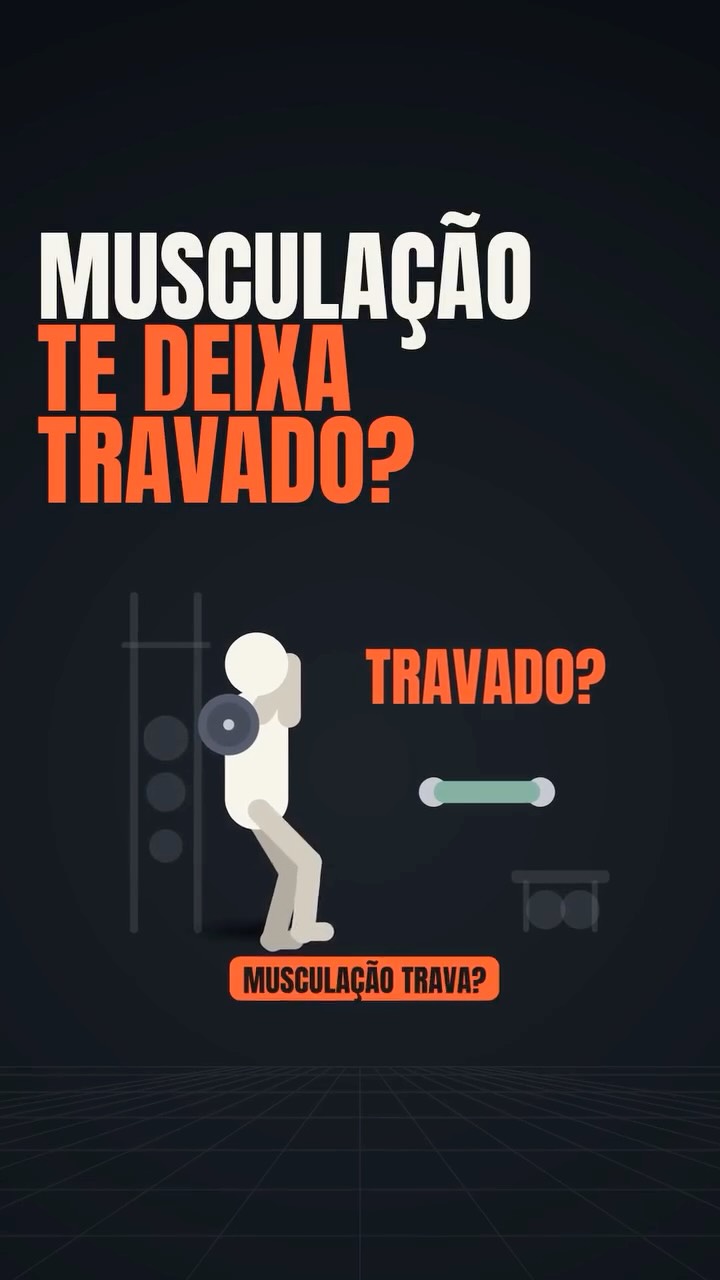 MUSCULAÇÃO
TE DEIXA
TRAVADO?
TRAVADO?
MUSCULAÇÃO TRAVA?